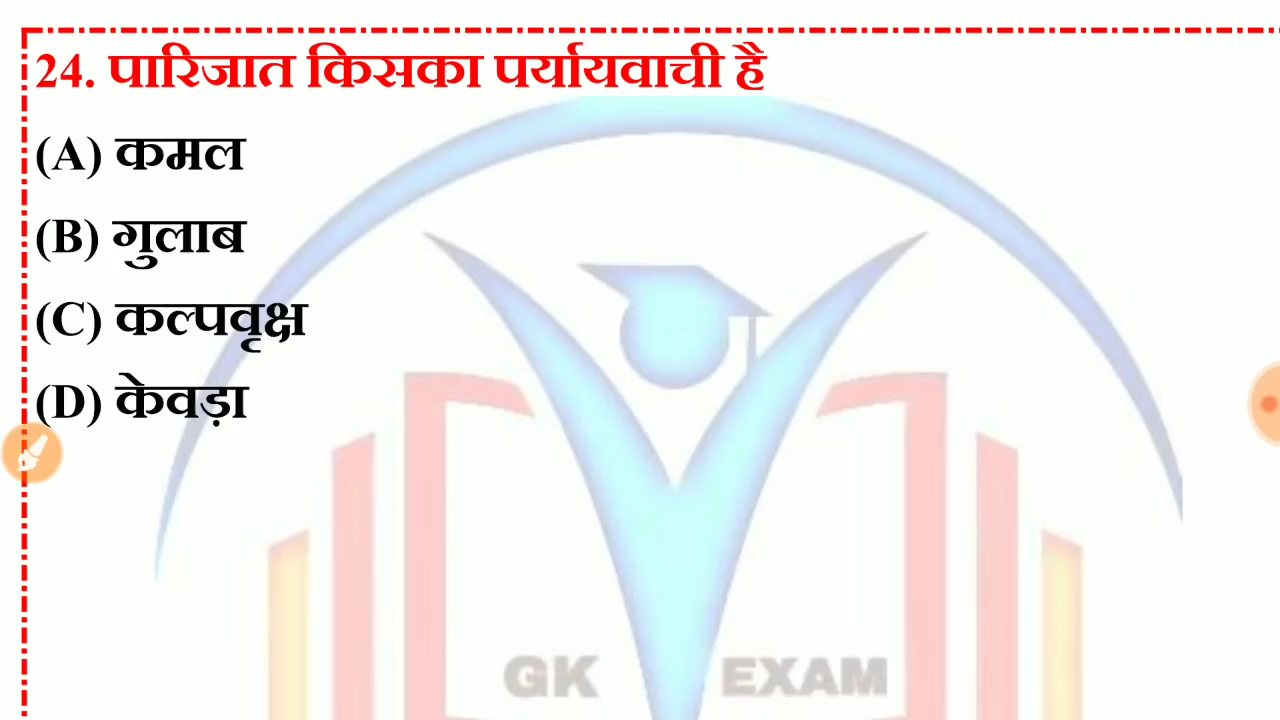 24. पारिजात किसका पर्यायवाची है
(A) कमल
(B) गुलाब
(C) कल्पवृक्ष
(D) केवड़ा
GK EXAM